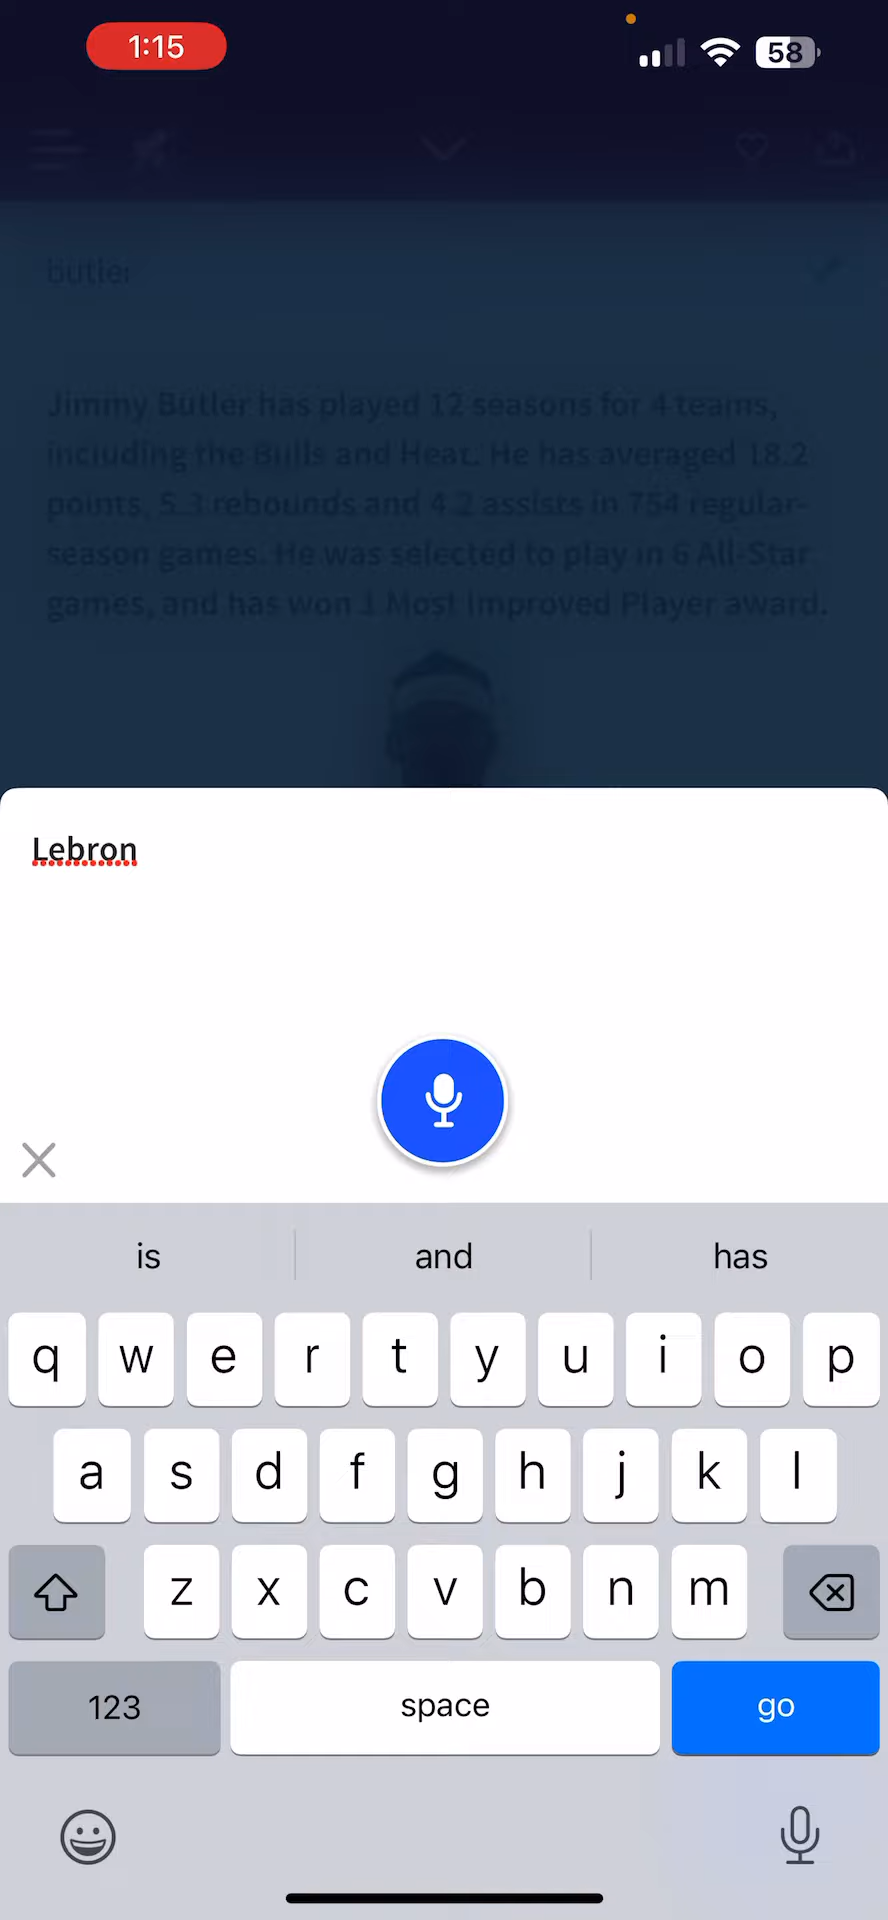 1:15
58
butler
Jimmy Butler has played 12 seasons for 4 teams,
including the Bulls and Heat. He has averaged 18.2
points, 5.3 rebounds and 4.2 assists in 754 regular-
season games. He was selected to play in 6 All-Star
games, and has won 1 Most Improved Player award.
Lebron
is and has
q w e r t y u i o p
a s d f g h j k l
z x c v b n m
123 space go